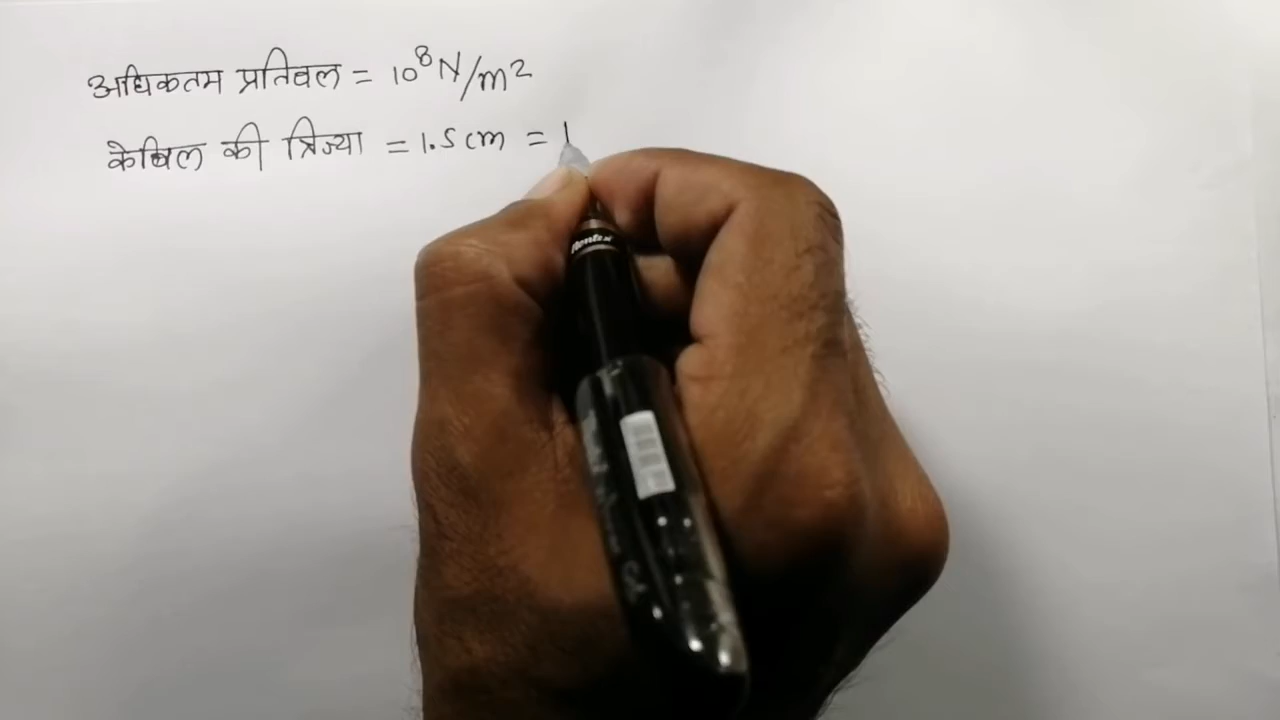 अधिकतम प्रतिबल = 10⁸ N/m²
केबिल की त्रिज्या = 1.5 cm = 1